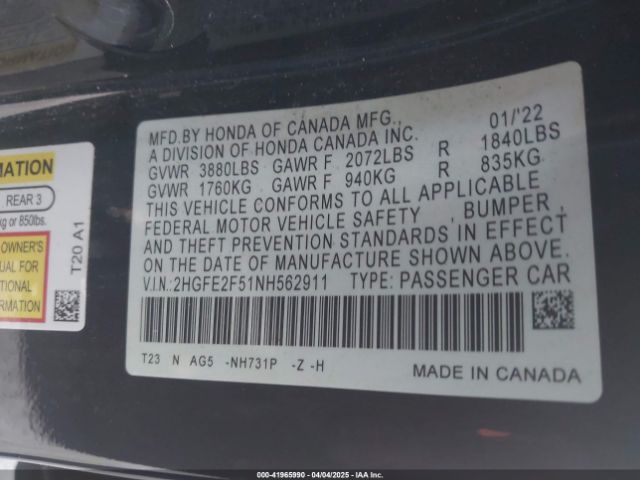 MFD.BY HONDA OF CANADA MFG., 01/'22
A DIVISION OF HONDA CANADA INC.
GVWR 3880LBS GAWR F 2072LBS R 1840LBS
GVWR 1760KG GAWR F 940KG R 835KG
THIS VEHICLE CONFORMS TO ALL APPLICABLE
FEDERAL MOTOR VEHICLE SAFETY , BUMPER ,
AND THEFT PREVENTION STANDARDS IN EFFECT
ON THE DATE OF MANUFACTURE SHOWN ABOVE.
V.I.N.:2HGFE2F51NH562911 TYPE: PASSENGER CAR
T23 N AG5 -NH731P -Z -H
MADE IN CANADA
MATION
REAR 3
kg or 850lbs.
OWNER'S
UAL FOR
TIONAL
RMATION
T20 A1
000-41965990 - 04/04/2025 - IAA Inc.